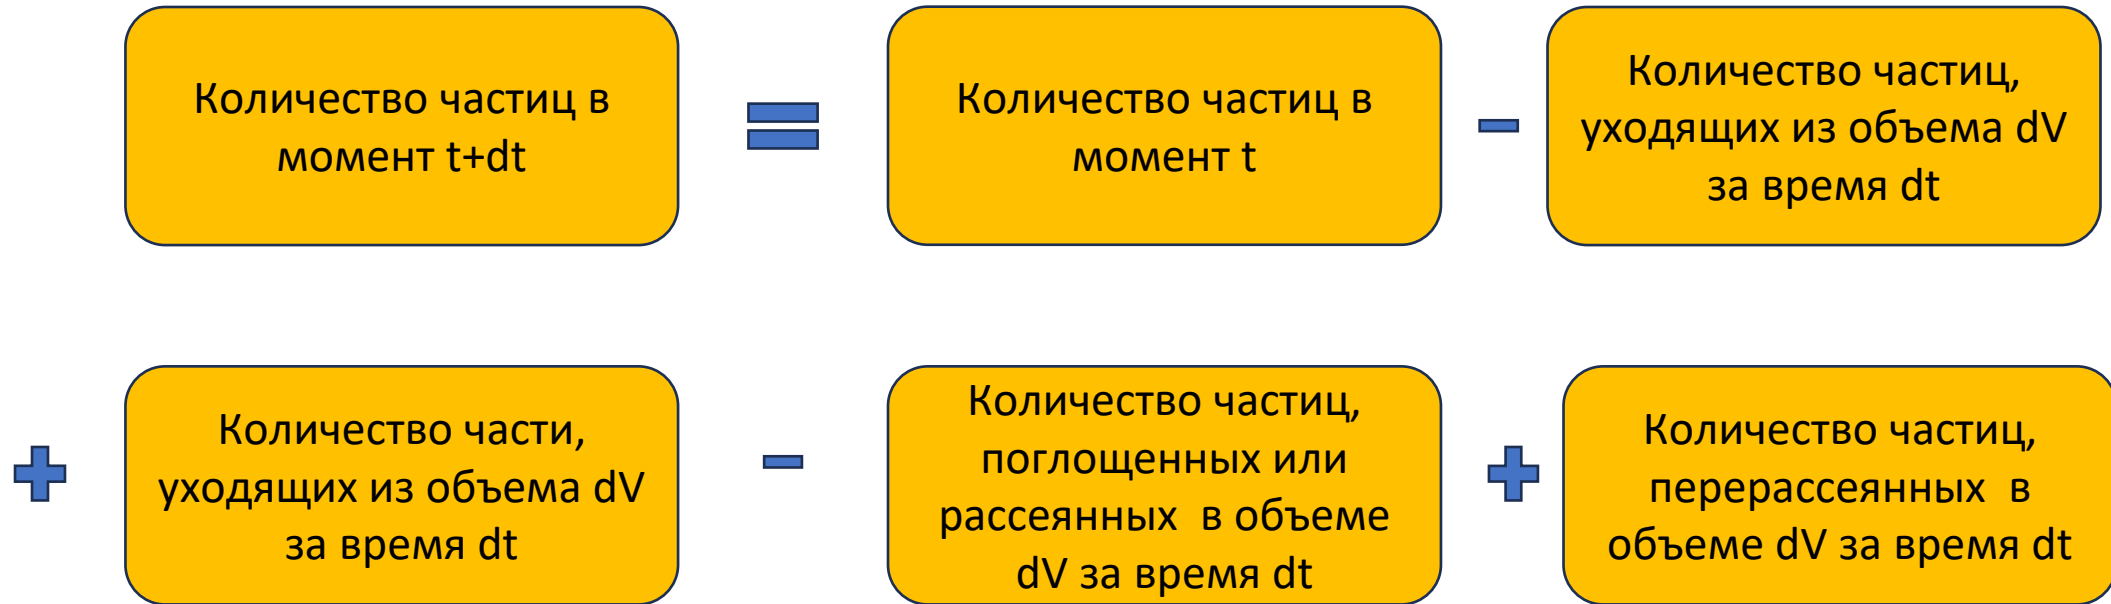 Количество частиц в
момент t+dt
=
Количество частиц в
момент t
-
Количество частиц,
уходящих из объема dV
за время dt
+
Количество части,
уходящих из объема dV
за время dt
-
Количество частиц,
поглощенных или
рассеянных в объеме
dV за время dt
+
Количество частиц,
перерассеянных в
объеме dV за время dt